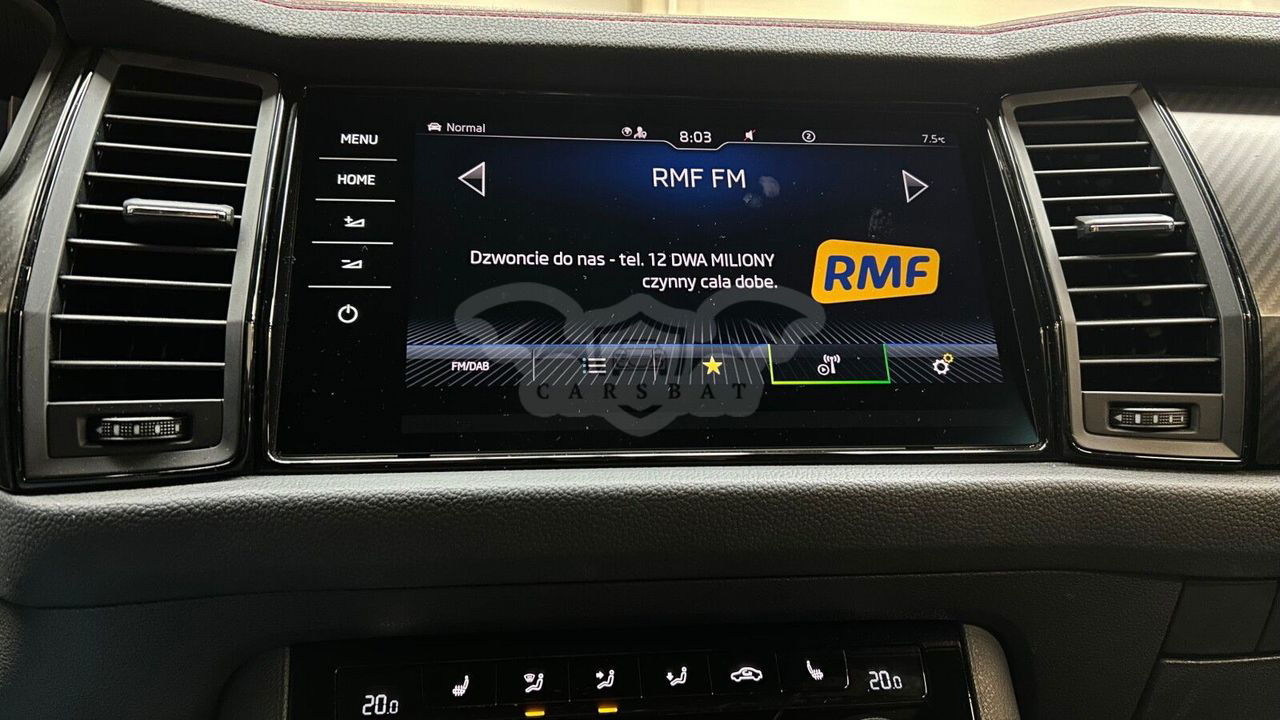 Normal
8:03
2
7.5°C
MENU
HOME
RMF FM
Dzwoncie do nas - tel. 12 DWA MILIONY
czynny cala dobe.
RMF
FM/DAB
CARSBAT
20.0
20.0